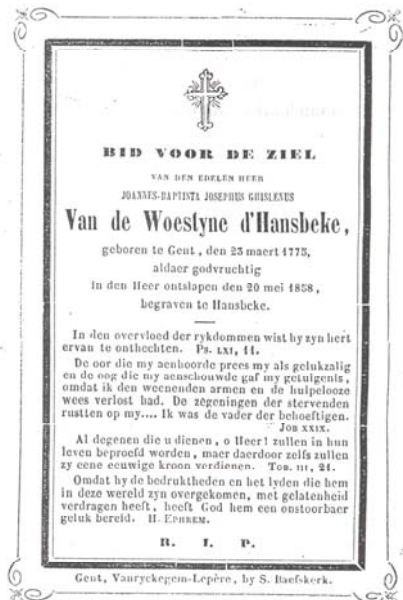 BID VOOR DE ZIEL
VAN DEN EDELEN HEER
JOANNES-BAPTISTA JOSEPHUS GHISLENUS
Van de Woestyne d'Hansbeke,
geboren te Gent, den 23 maert 1775,
aldaer godvruchtig
in den Heer ontslapen den 20 mei 1858,
begraven te Hansbeke.
In den overvloed der rykdommen wist hy zyn hert
ervan te onthechten. Ps. LXI, 11.
De oor die my aenhoorde prees my als gelukzalig
en de oog die my aenschouwde gaf my getuigenis,
omdat ik den weenenden armen en de hulpelooze
wees verlost had. De zegeningen der stervenden
rustten op my.... Ik was de vader der behoeftigen.
JOB XXIX.
Al degenen die u dienen, o Heer! zullen in hun
leven beproefd worden, maer daerdoor zelfs zullen
zy eene eeuwige kroon verdienen. TOB. III, 21.
Omdat hy de bedruktheden en het lyden die hem
in deze wereld zyn overgekomen, met gelatenheid
verdragen heeft, heeft God hem een onstoorbaer
geluk bereid. H. EPHREM.
R. I. P.
Gent, Vanryckegem-Lepère, by S. Baefskerk.